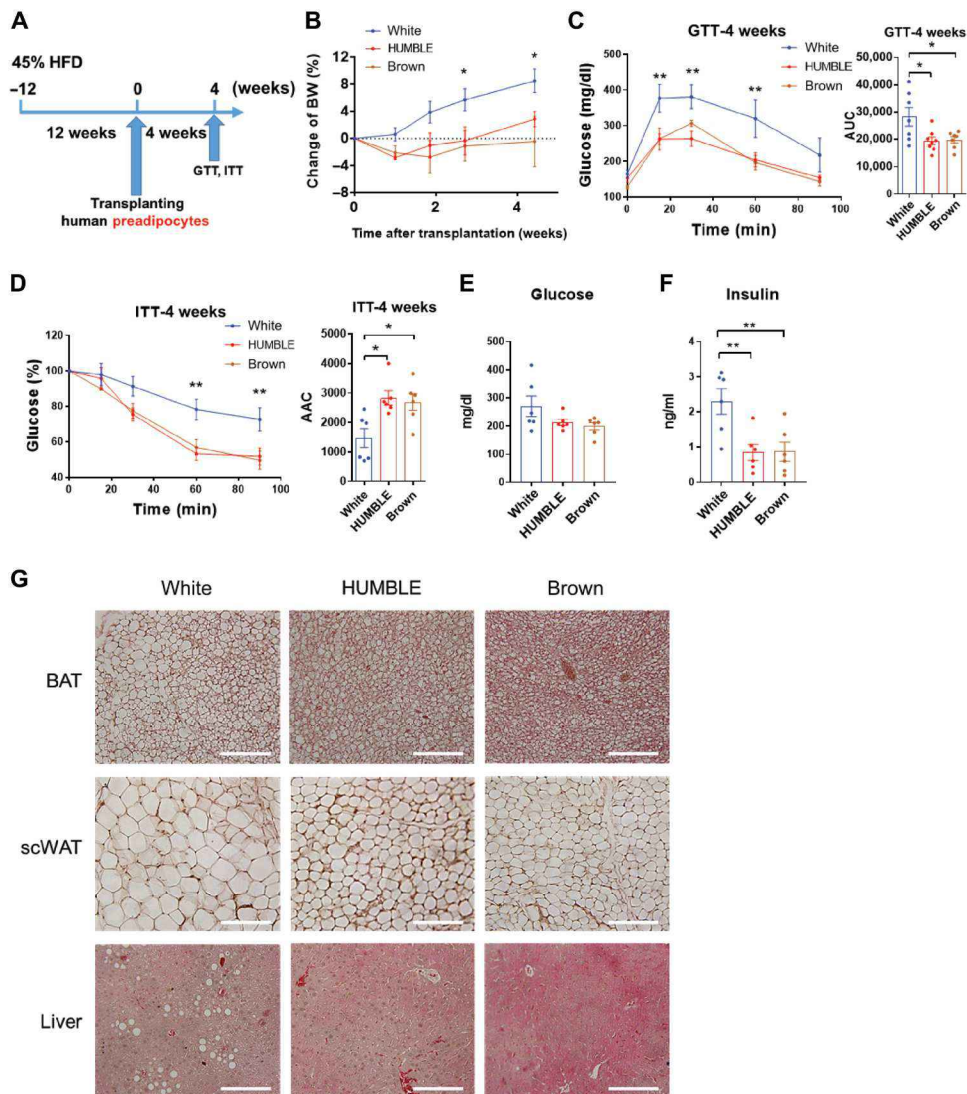 A
45% HFD
–12
0
4
(weeks)
12 weeks
4 weeks
GTT, ITT
Transplanting
human preadipocytes
B
Change of BW (%)
12
8
4
0
−4
−8
0
2
4
Time after transplantation (weeks)
White
HUMBLE
Brown
*
*
C
GTT-4 weeks
Glucose (mg/dl)
500
400
300
200
100
0
20
40
60
80
100
Time (min)
White
HUMBLE
Brown
**
**
**
GTT-4 weeks
AUC
50,000
40,000
30,000
20,000
10,000
0
*
*
White
HUMBLE
Brown
D
ITT-4 weeks
Glucose (%)
120
100
80
60
40
0
20
40
60
80
100
Time (min)
White
HUMBLE
Brown
**
**
ITT-4 weeks
AAC
5000
4000
3000
2000
1000
0
*
*
White
HUMBLE
Brown
E
Glucose
mg/dl
600
400
200
0
White
HUMBLE
Brown
F
Insulin
ng/ml
4
3
2
1
0
**
**
White
HUMBLE
Brown
G
White
HUMBLE
Brown
BAT
scWAT
Liver